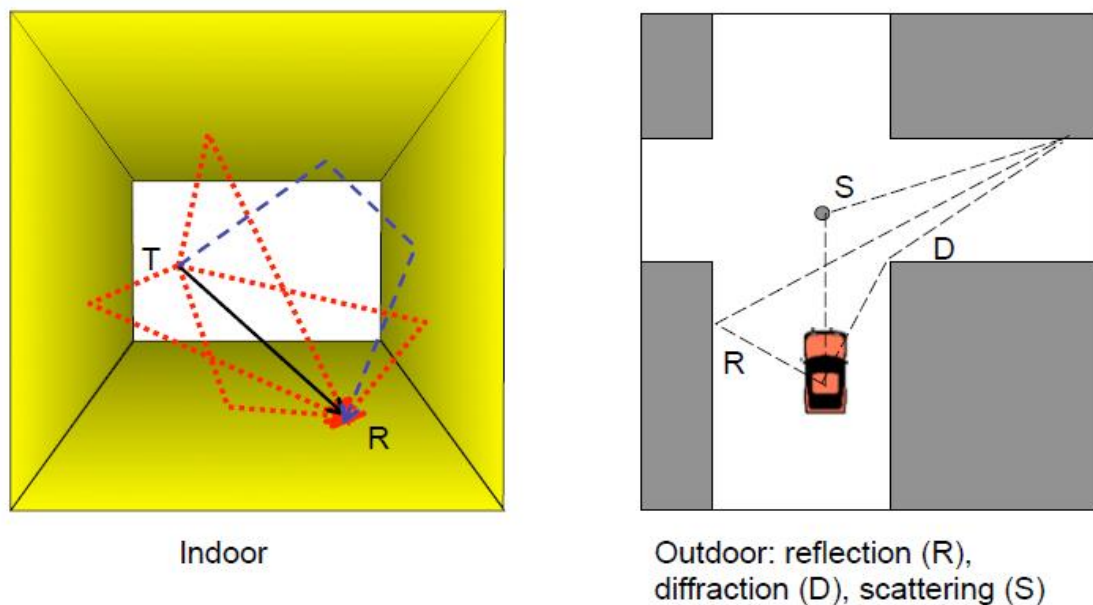 T
R
Indoor
S
D
R
Outdoor: reflection (R),
diffraction (D), scattering (S)